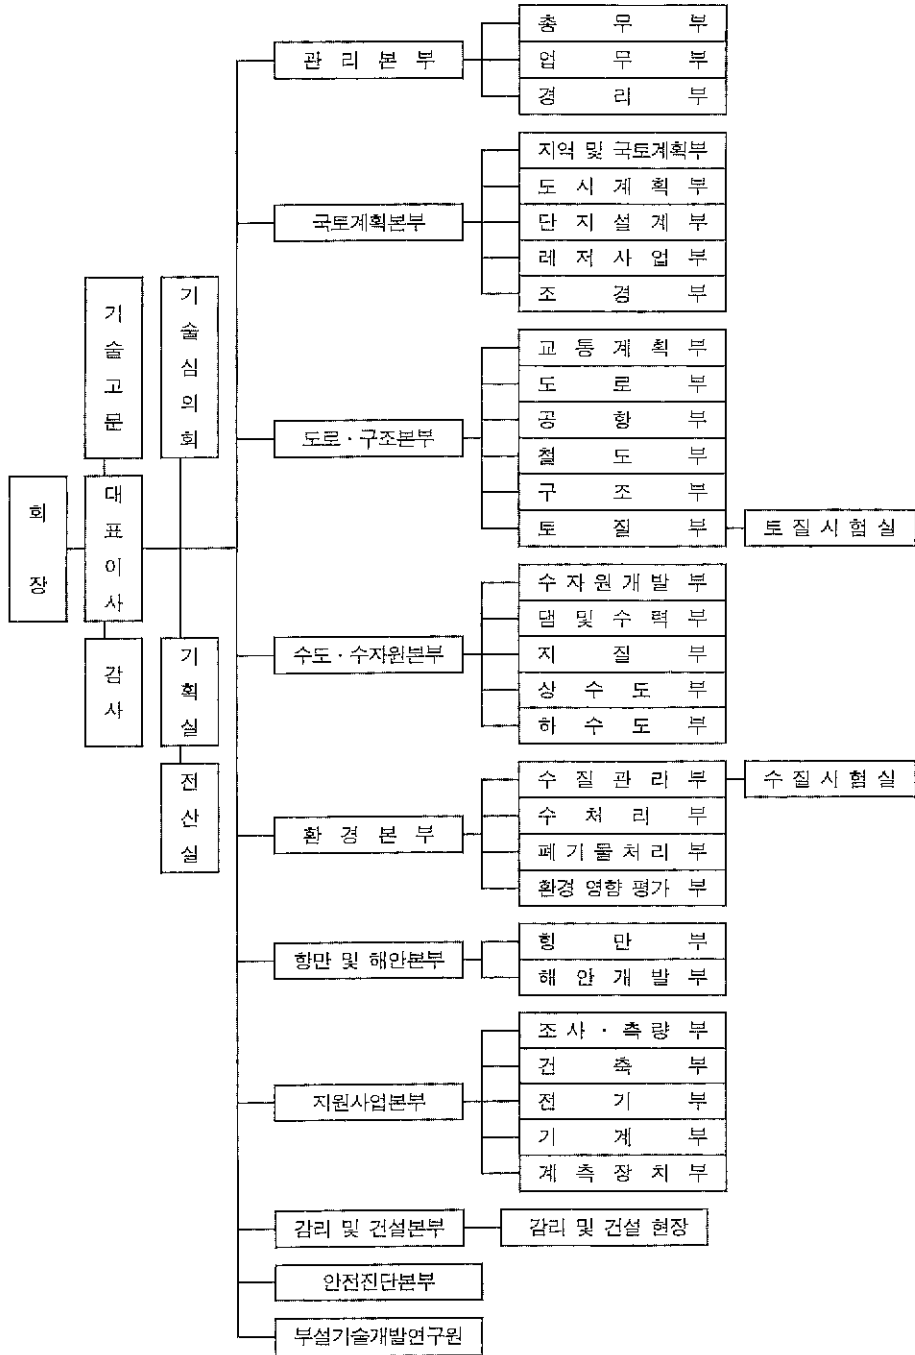 회장
기술고문
대표이사
감사
기술심의회
기획실
전산실
관리본부
총무부
업무부
경리부
국토계획본부
지역 및 국토계획부
도시계획부
단지설계부
레저사업부
조경부
도로·구조본부
교통계획부
도로부
공항부
철도부
구조부
토질부
토질시험실
수도·수자원본부
수자원개발부
댐및수력부
지질부
상수도부
하수도부
환경본부
수질관리부
수질시험실
수처리부
폐기물처리부
환경 영향 평가부
항만 및 해안본부
항만부
해안개발부
지원사업본부
조사·측량부
건축부
전기부
기계부
계측장치부
감리 및 건설본부
감리 및 건설 현장
안전진단본부
부설기술개발연구원